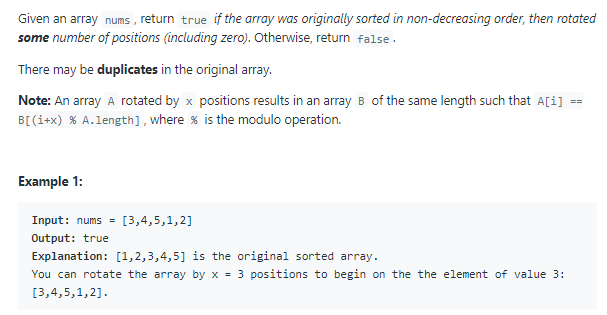 Given an array nums, return true if the array was originally sorted in non-decreasing order, then rotated
some number of positions (including zero). Otherwise, return false.
There may be duplicates in the original array.
Note: An array A rotated by x positions results in an array B of the same length such that A[i] ==
B[(i+x) % A.length], where % is the modulo operation.
Example 1:
Input: nums = [3,4,5,1,2]
Output: true
Explanation: [1,2,3,4,5] is the original sorted array.
You can rotate the array by x = 3 positions to begin on the the element of value 3:
[3,4,5,1,2].